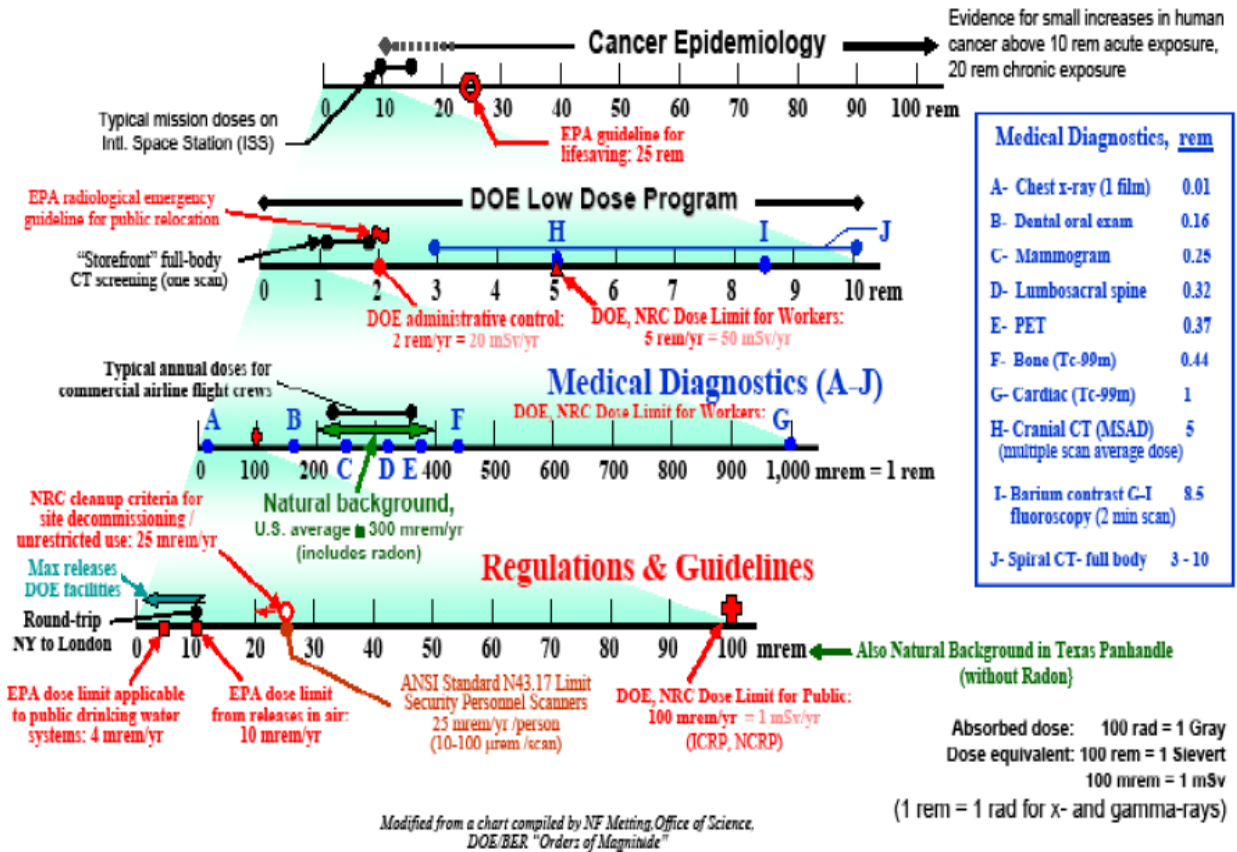 Cancer Epidemiology
Evidence for small increases in human
cancer above 10 rem acute exposure,
20 rem chronic exposure
0 10 20 30 40 50 60 70 80 90 100 rem
Typical mission doses on
Intl. Space Station (ISS)
EPA guideline for
lifesaving: 25 rem
EPA radiological emergency
guideline for public relocation
DOE Low Dose Program
H I J
"Storefront" full-body
CT screening (one scan)
0 1 2 3 4 5 6 7 8 9 10 rem
DOE administrative control:
2 rem/yr = 20 mSv/yr
DOE, NRC Dose Limit for Workers:
5 rem/yr = 50 mSv/yr
Typical annual doses for
commercial airline flight crews
Medical Diagnostics (A-J)
DOE, NRC Dose Limit for Workers:
A B F G
0 100 200 300 400 500 600 700 800 900 1,000 mrem = 1 rem
C D E
Natural background,
U.S. average 300 mrem/yr
(includes radon)
NRC cleanup criteria for
site decommissioning /
unrestricted use: 25 mrem/yr
Max releases
DOE facilities
Regulations & Guidelines
Round-trip
NY to London
0 10 20 30 40 50 60 70 80 90 100 mrem
Also Natural Background in Texas Panhandle
(without Radon}
EPA dose limit applicable
to public drinking water
systems: 4 mrem/yr
EPA dose limit
from releases in air:
10 mrem/yr
ANSI Standard N43.17 Limit
Security Personnel Scanners
25 mrem/yr /person
(10-100 μrem /scan)
DOE, NRC Dose Limit for Public:
100 mrem/yr = 1 mSv/yr
(ICRP, NCRP)
Medical Diagnostics, rem
A- Chest x-ray (1 film) 0.01
B- Dental oral exam 0.16
C- Mammogram 0.25
D- Lumbosacral spine 0.32
E- PET 0.37
F- Bone (Tc-99m) 0.44
G- Cardiac (Tc-99m) 1
H- Cranial CT (MSAD) 5
(multiple scan average dose)
I- Barium contrast G-I 8.5
fluoroscopy (2 min scan)
J- Spiral CT- full body 3 - 10
Absorbed dose: 100 rad = 1 Gray
Dose equivalent: 100 rem = 1 Sievert
100 mrem = 1 mSv
(1 rem = 1 rad for x- and gamma-rays)
Modified from a chart compiled by NF Metting, Office of Science,
DOE/BER "Orders of Magnitude"